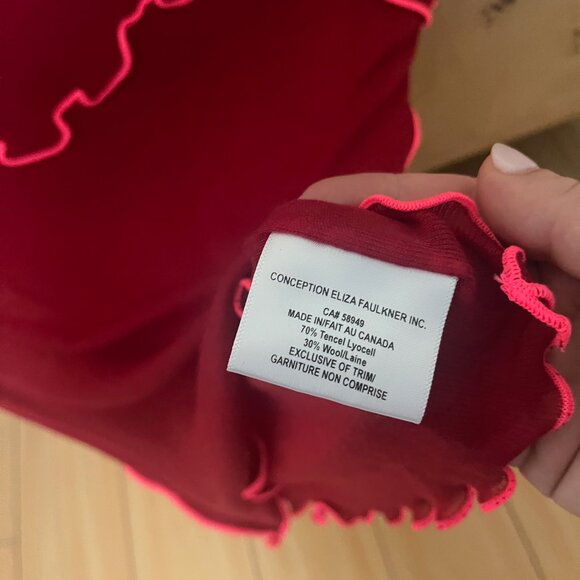 CONCEPTION ELIZA FAULKNER INC.
CA# 58949
MADE IN/FAIT AU CANADA
70% Tencel Lyocell
30% Wool/Laine
EXCLUSIVE OF TRIM/
GARNITURE NON COMPRISE